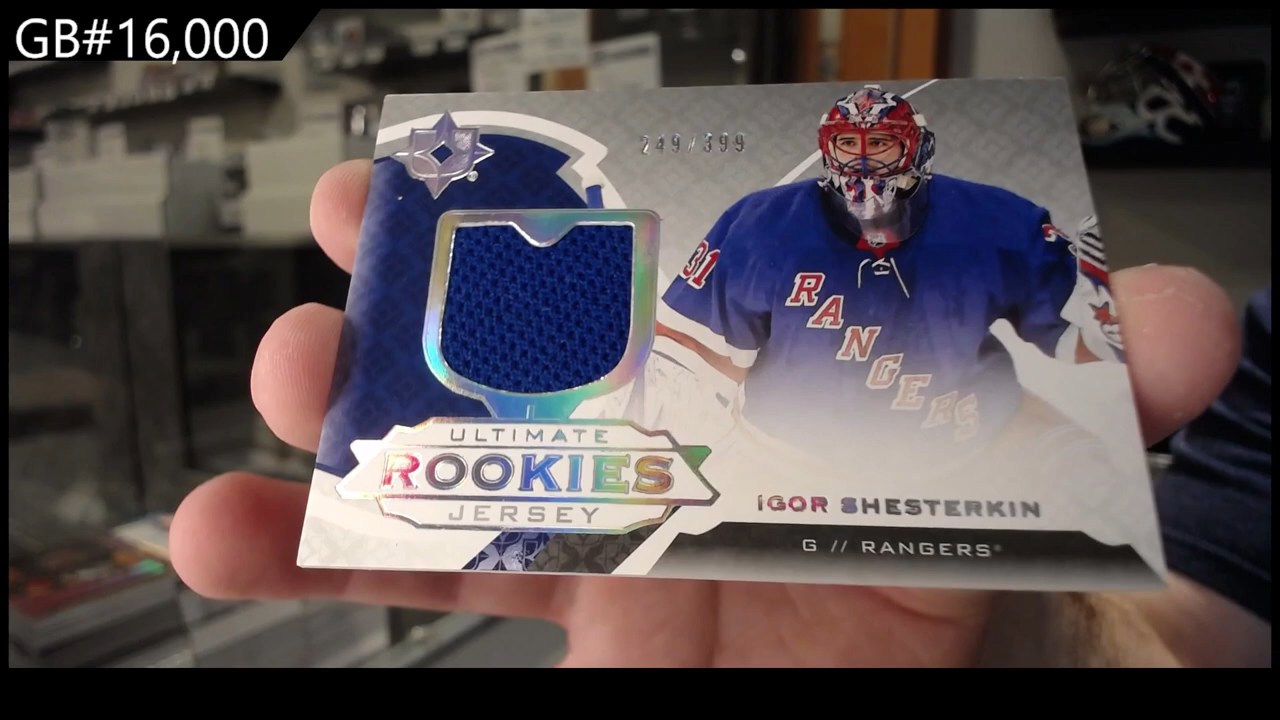 GB#16,000
249/399
31
RANGERS
ULTIMATE
ROOKIES
JERSEY
IGOR SHESTERKIN
G // RANGERS®